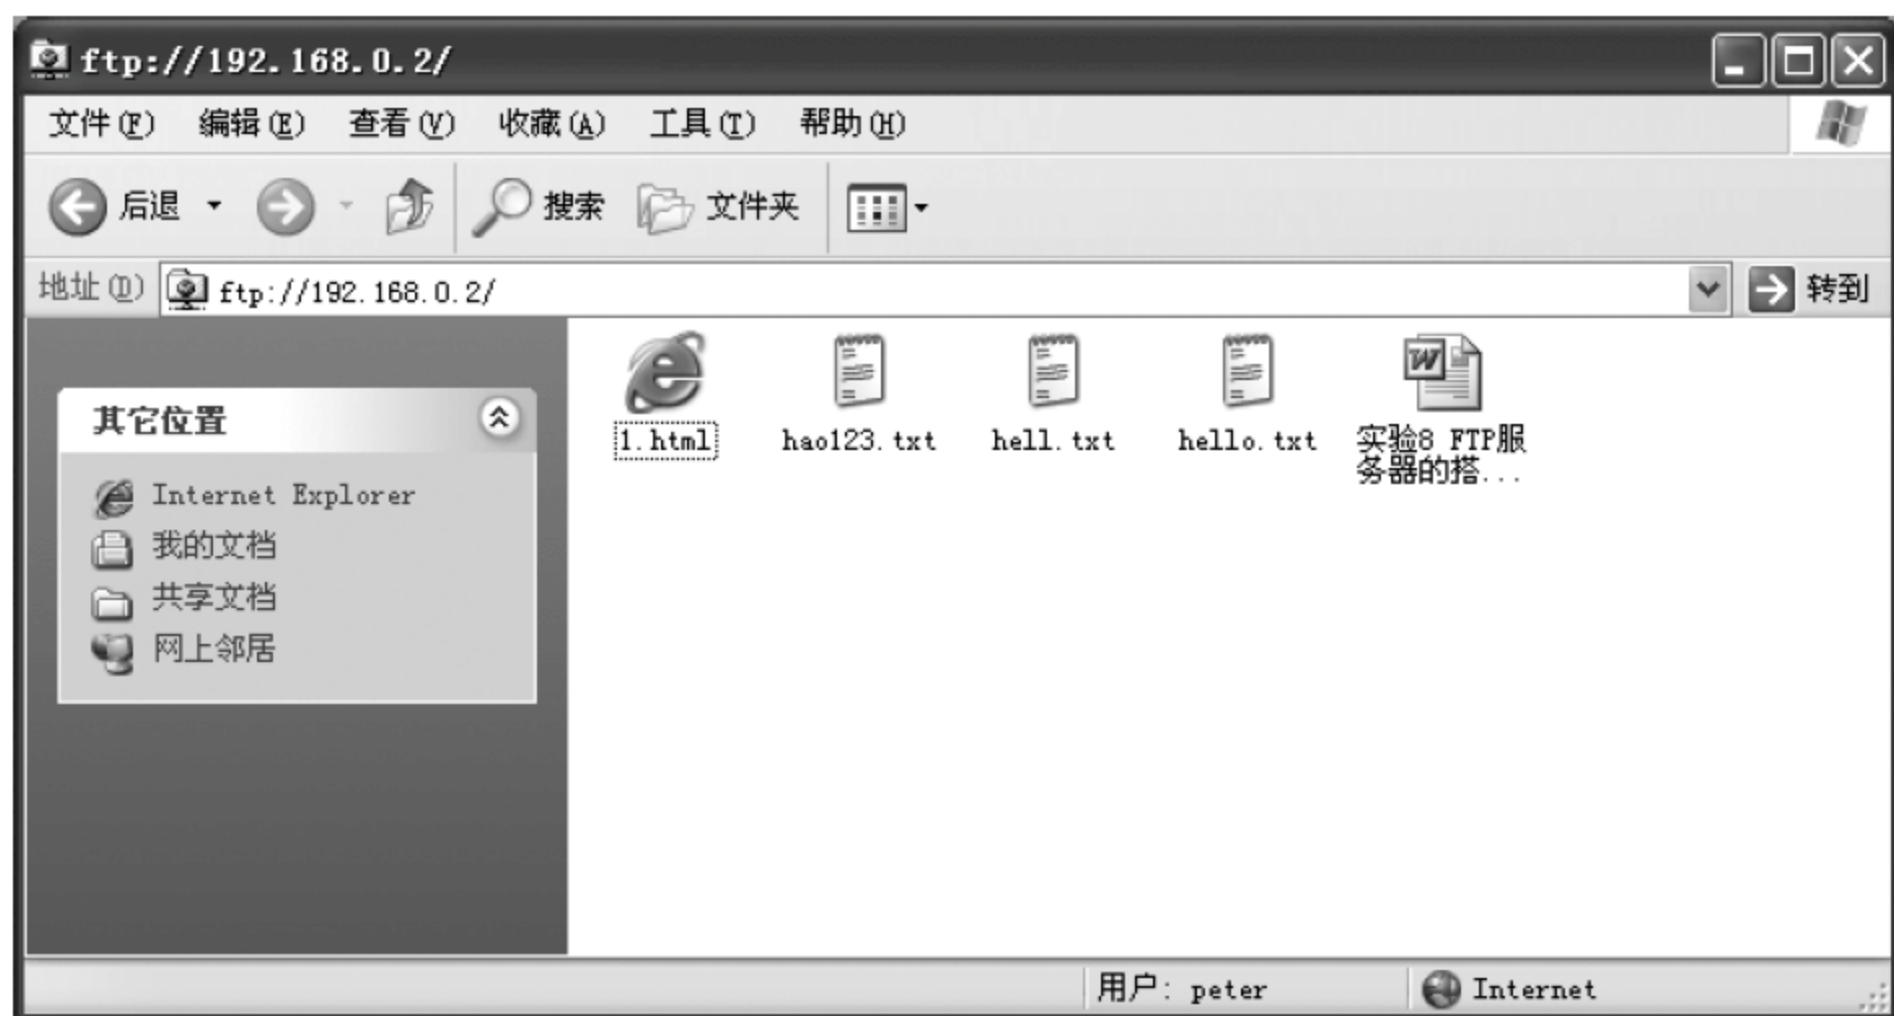 ftp://192.168.0.2/
文件(F) 编辑(E) 查看(V) 收藏(A) 工具(T) 帮助(H)
后退 搜索 文件夹
地址(D) ftp://192.168.0.2/ 转到
其它位置
Internet Explorer
我的文档
共享文档
网上邻居
1.html hao123.txt hell.txt hello.txt 实验8 FTP服
务器的搭...
用户: peter Internet